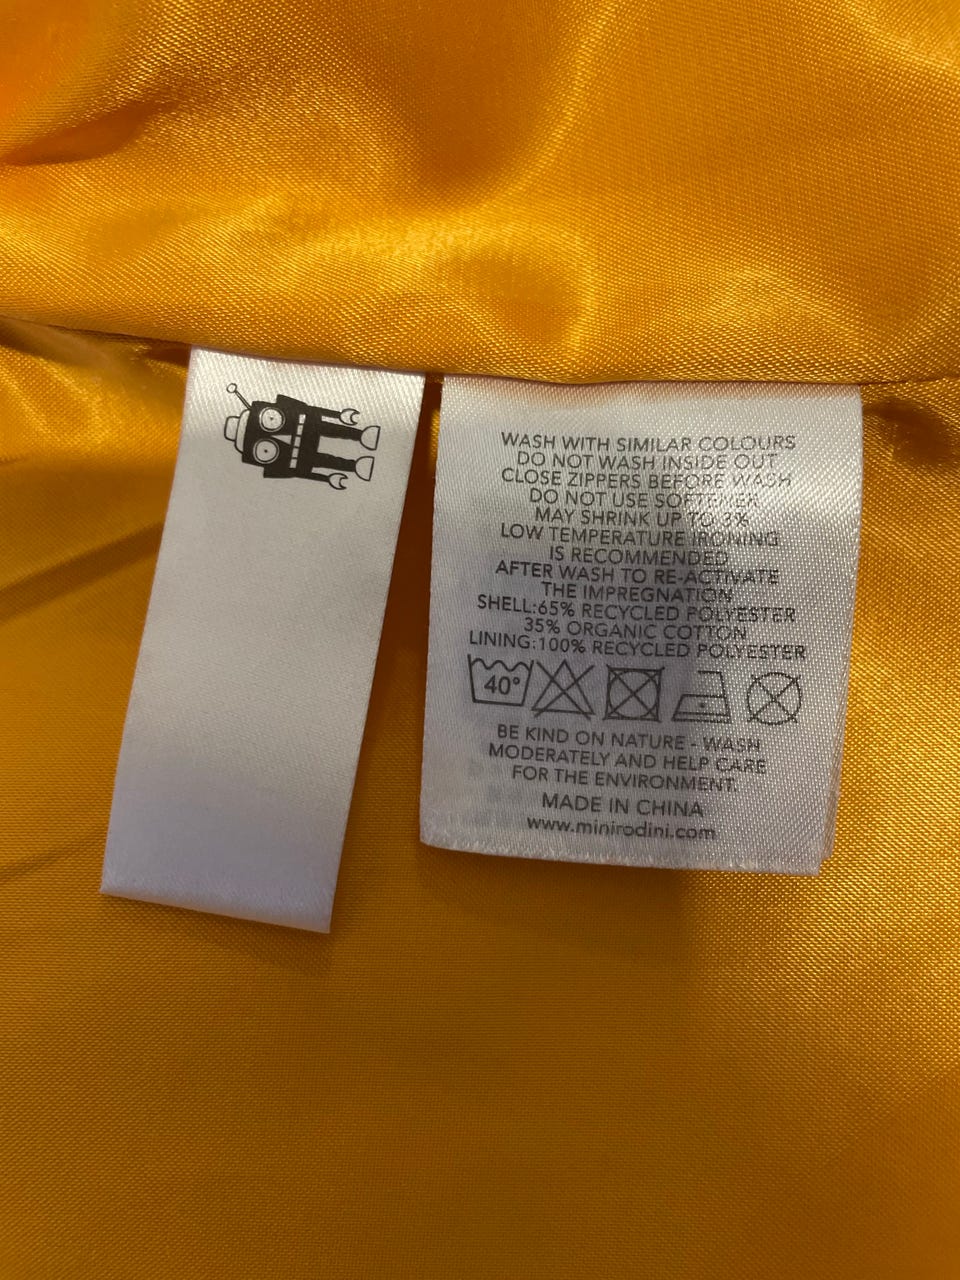 WASH WITH SIMILAR COLOURS
DO NOT WASH INSIDE OUT
CLOSE ZIPPERS BEFORE WASH
DO NOT USE SOFTENER
MAY SHRINK UP TO 3%
LOW TEMPERATURE IRONING
IS RECOMMENDED
AFTER WASH TO RE-ACTIVATE
THE IMPREGNATION
SHELL:65% RECYCLED POLYESTER
35% ORGANIC COTTON
LINING:100% RECYCLED POLYESTER
40°
BE KIND ON NATURE - WASH
MODERATELY AND HELP CARE
FOR THE ENVIRONMENT.
MADE IN CHINA
www.minirodini.com